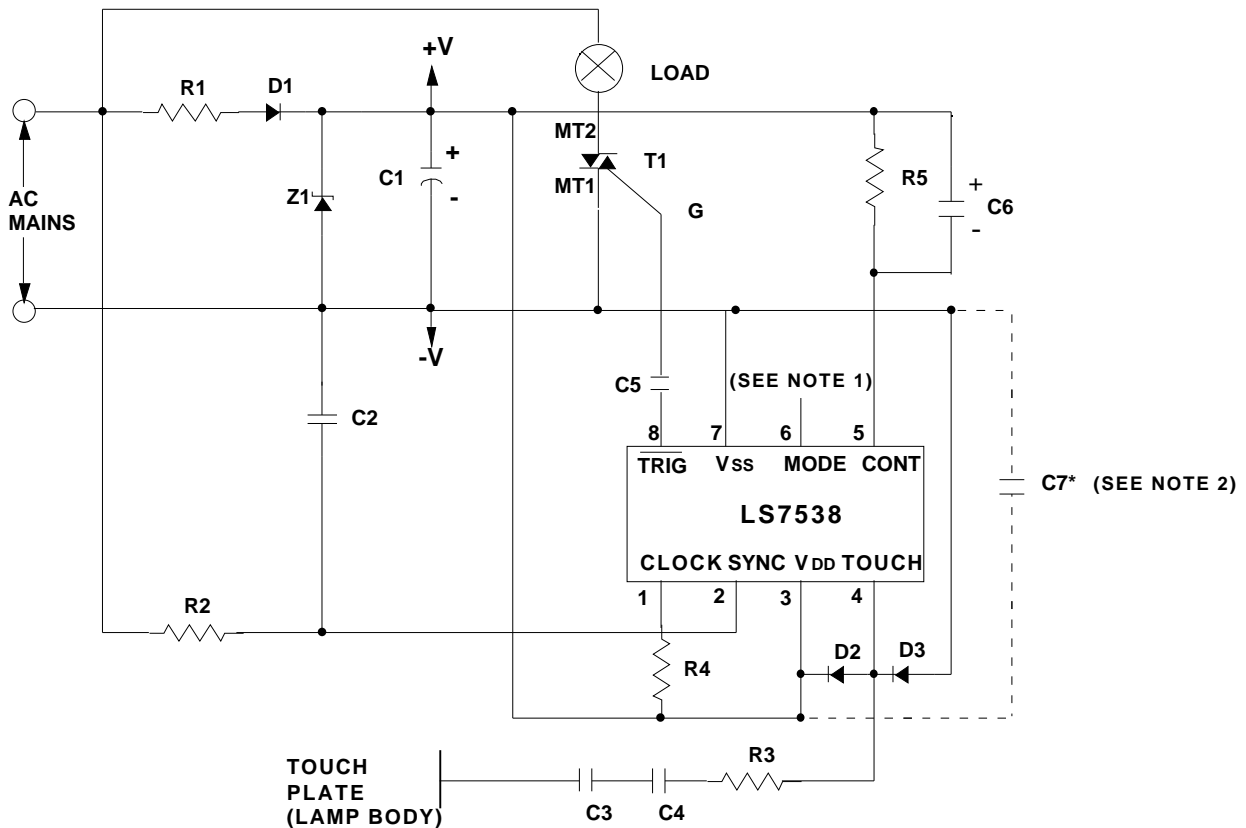 +V
LOAD
R1
D1
MT2
T1
MT1
+
C1
-
R5
+
C6
-
Z1
G
AC
MAINS
-V
C5
(SEE NOTE 1)
C2
8
7
6
5
TRIG
VSS
MODE
CONT
C7* (SEE NOTE 2)
LS7538
CLOCK
SYNC
VDD
TOUCH
1
2
3
4
R2
R4
D2
D3
R3
TOUCH
PLATE
(LAMP BODY)
C3
C4